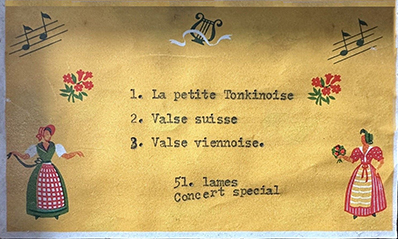 1. La petite Tonkinoise
2. Valse suisse
3. Valse viennoise.
51. lames
Concert special